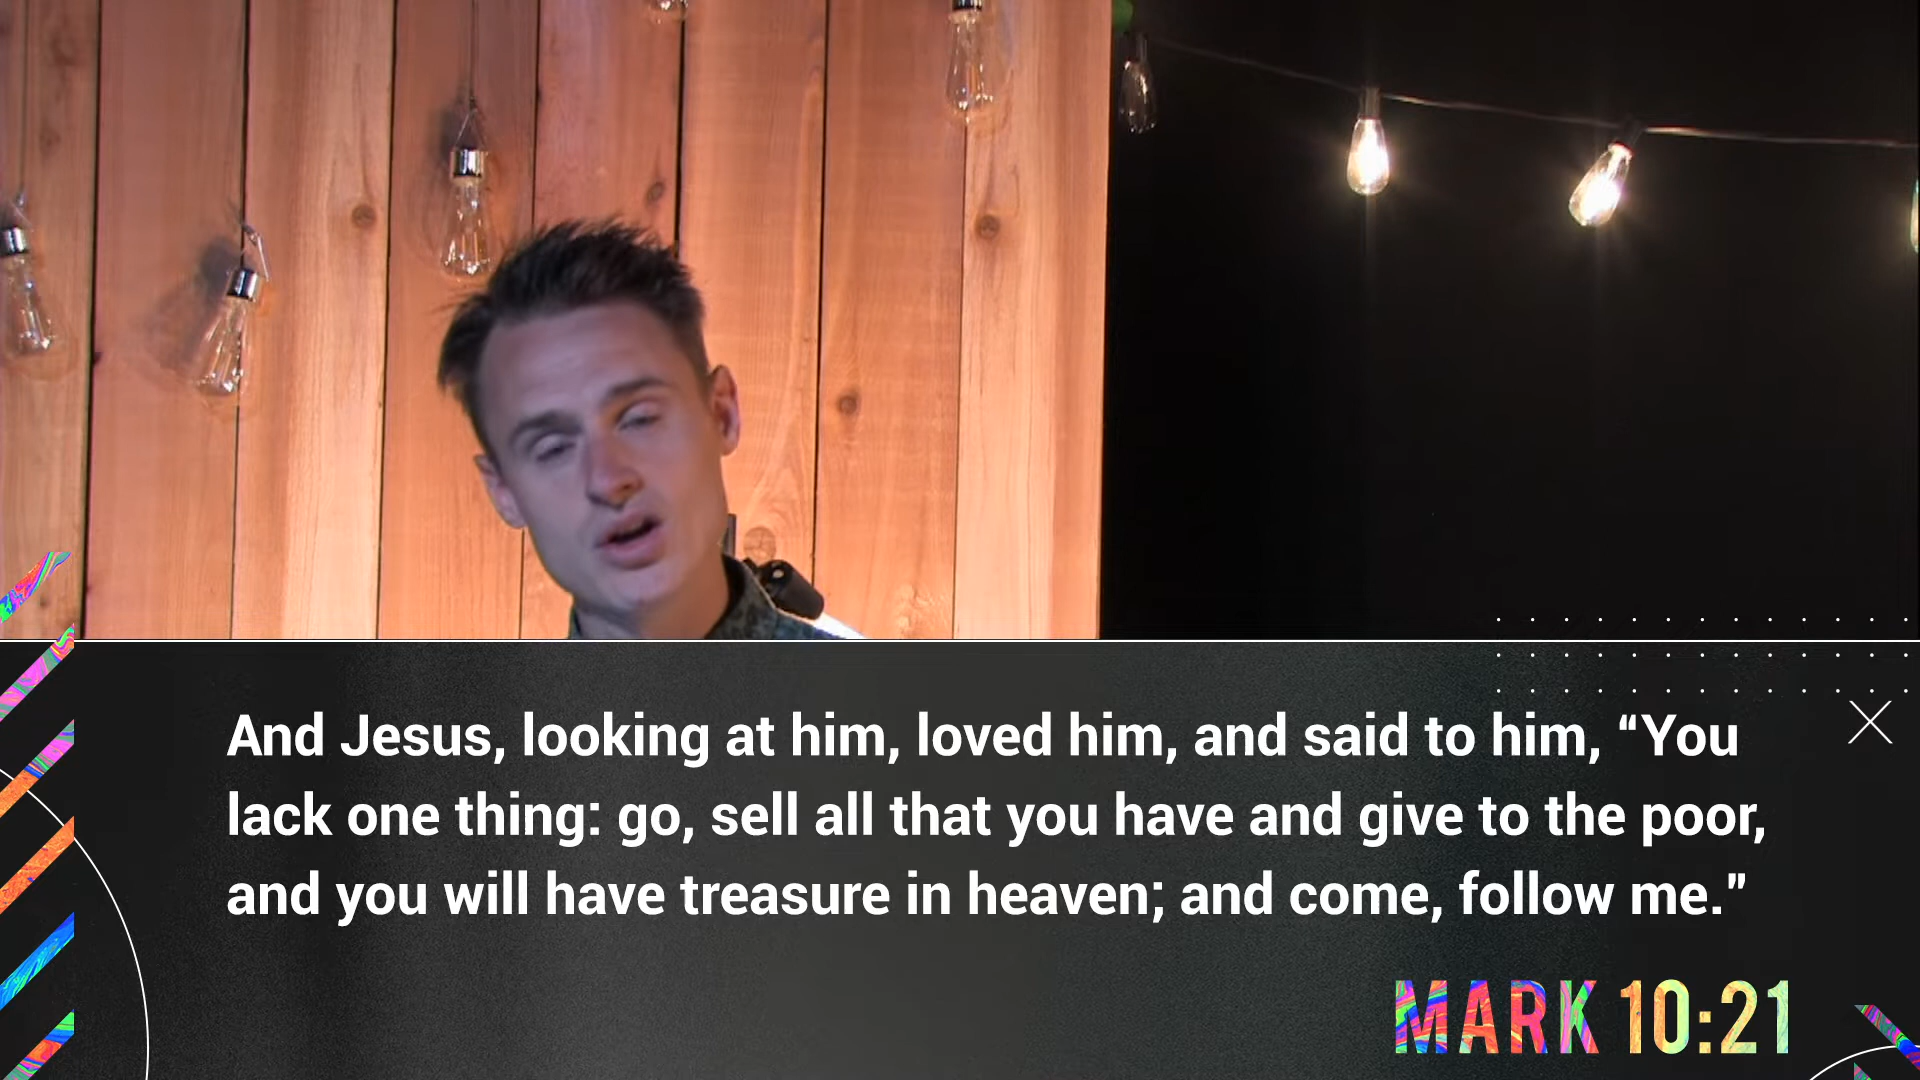 And Jesus, looking at him, loved him, and said to him, “You
lack one thing: go, sell all that you have and give to the poor,
and you will have treasure in heaven; and come, follow me.”
MARK 10:21